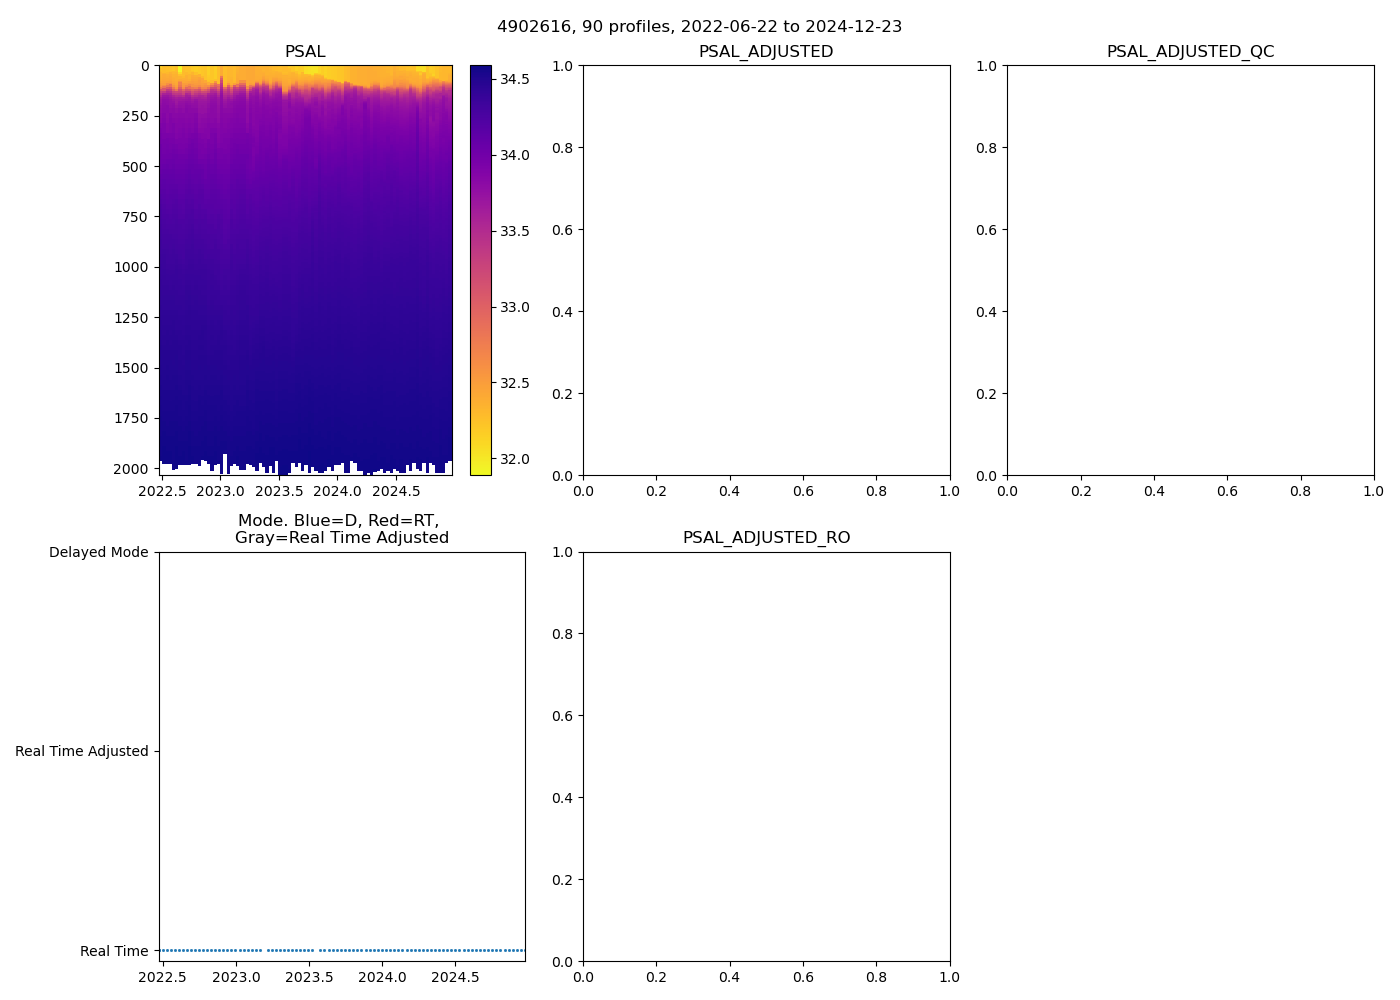 4902616, 90 profiles, 2022-06-22 to 2024-12-23
PSAL
0
250
500
750
1000
1250
1500
1750
2000
2022.5 2023.0 2023.5 2024.0 2024.5
34.5
34.0
33.5
33.0
32.5
32.0
PSAL_ADJUSTED
1.0
0.8
0.6
0.4
0.2
0.0
0.0 0.2 0.4 0.6 0.8 1.0
PSAL_ADJUSTED_QC
1.0
0.8
0.6
0.4
0.2
0.0
0.0 0.2 0.4 0.6 0.8 1.0
Mode. Blue=D, Red=RT,
Gray=Real Time Adjusted
Delayed Mode
Real Time Adjusted
Real Time
2022.5 2023.0 2023.5 2024.0 2024.5
PSAL_ADJUSTED_RO
1.0
0.8
0.6
0.4
0.2
0.0
0.0 0.2 0.4 0.6 0.8 1.0